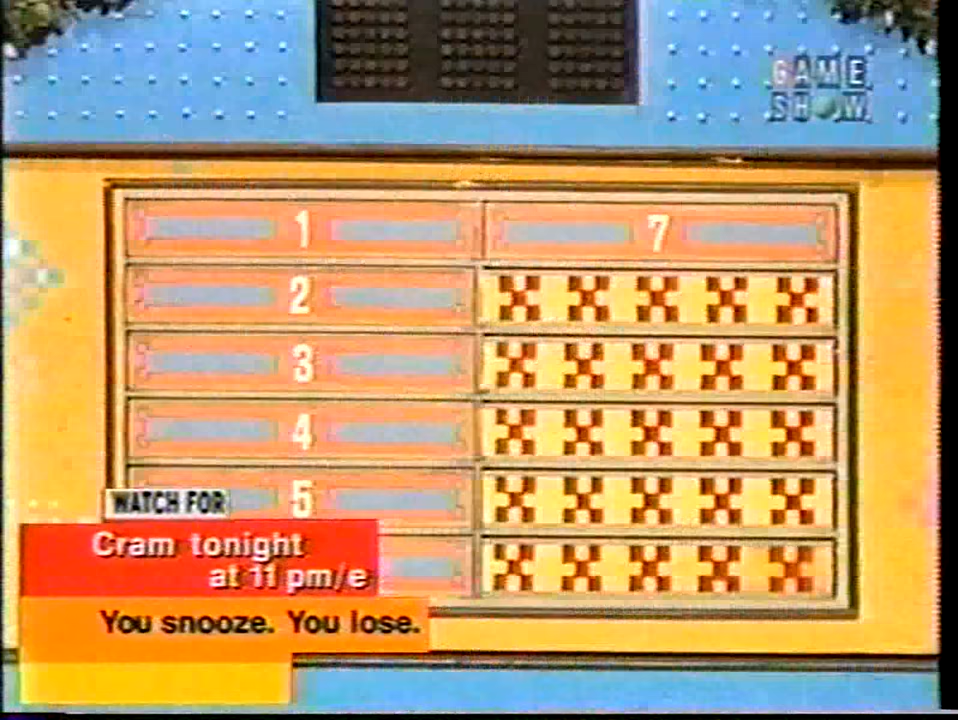 GAME
SHOW
1 7
2
3
4
5
WATCH FOR
Cram tonight
at 11 pm/e
You snooze. You lose.